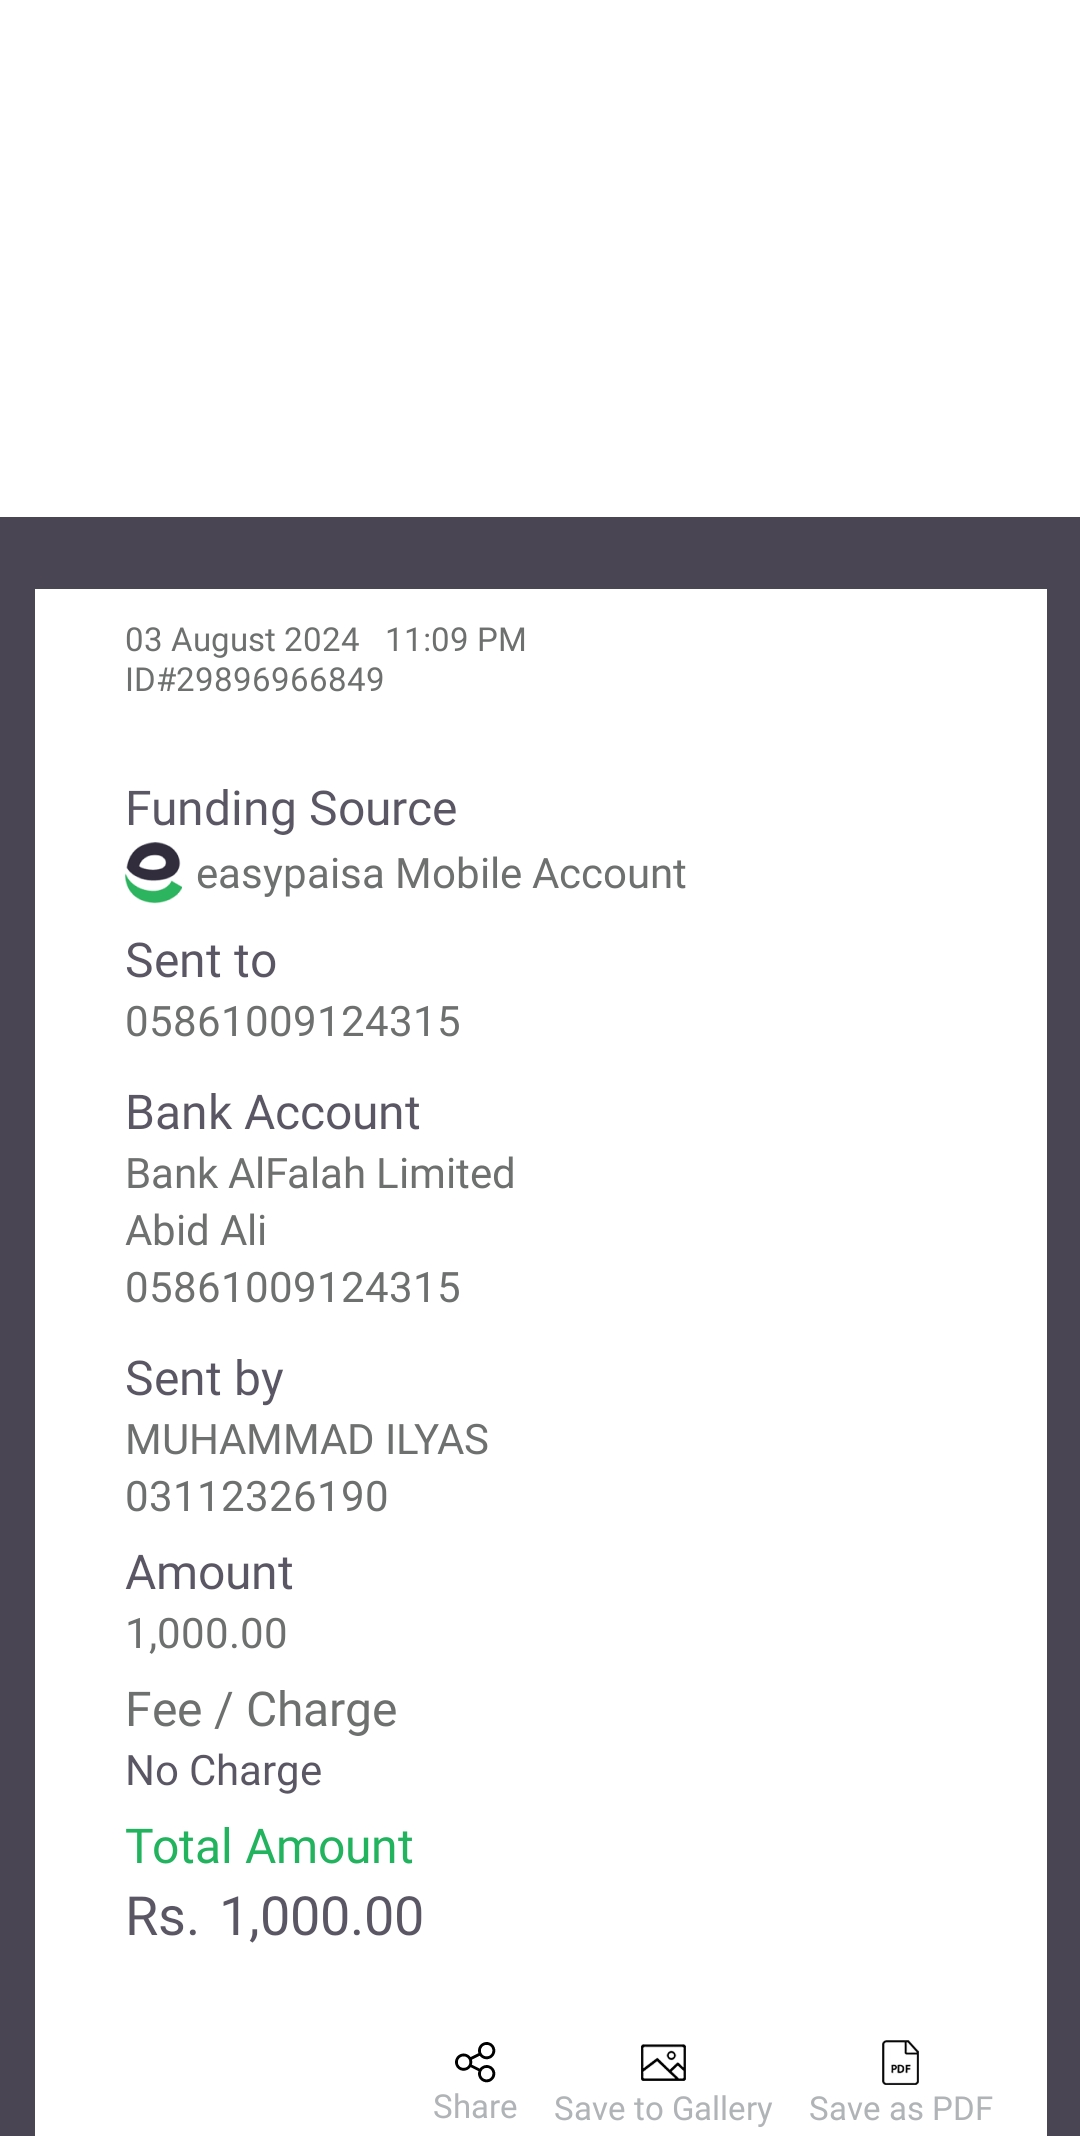 03 August 2024 11:09 PM
ID#29896966849
Funding Source
easypaisa Mobile Account
Sent to
05861009124315
Bank Account
Bank AlFalah Limited
Abid Ali
05861009124315
Sent by
MUHAMMAD ILYAS
03112326190
Amount
1,000.00
Fee / Charge
No Charge
Total Amount
Rs. 1,000.00
PDF
Share Save to Gallery Save as PDF